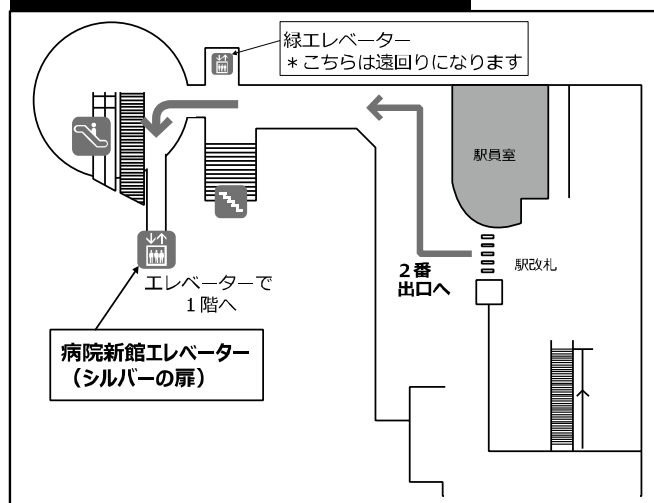 緑エレベーター
＊こちらは遠回りになります
駅員室
駅改札
２番
出口へ
エレベーターで
１階へ
病院新館エレベーター
（シルバーの扉）